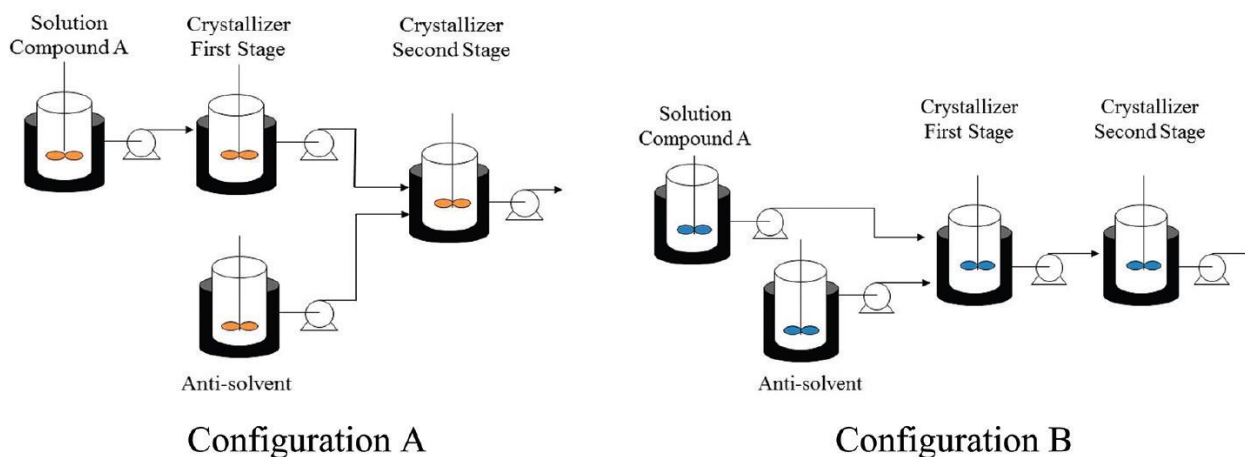 Solution
Compound A
Crystallizer
First Stage
Crystallizer
Second Stage
Anti-solvent
Configuration A
Solution
Compound A
Crystallizer
First Stage
Crystallizer
Second Stage
Anti-solvent
Configuration B